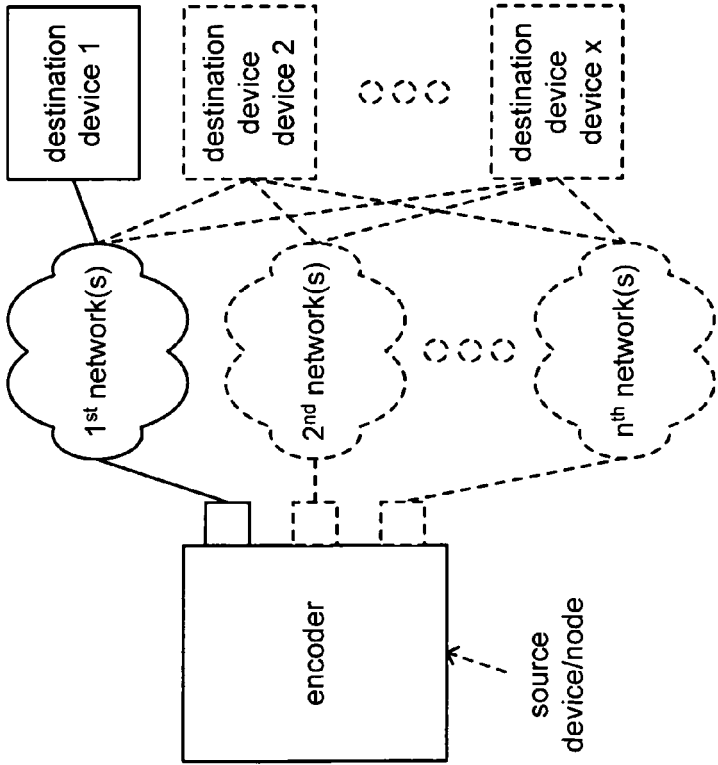 destination
device 1
destination
device
device 2
destination
device
device x
1st network(s)
2nd network(s)
nth network(s)
encoder
source
device/node